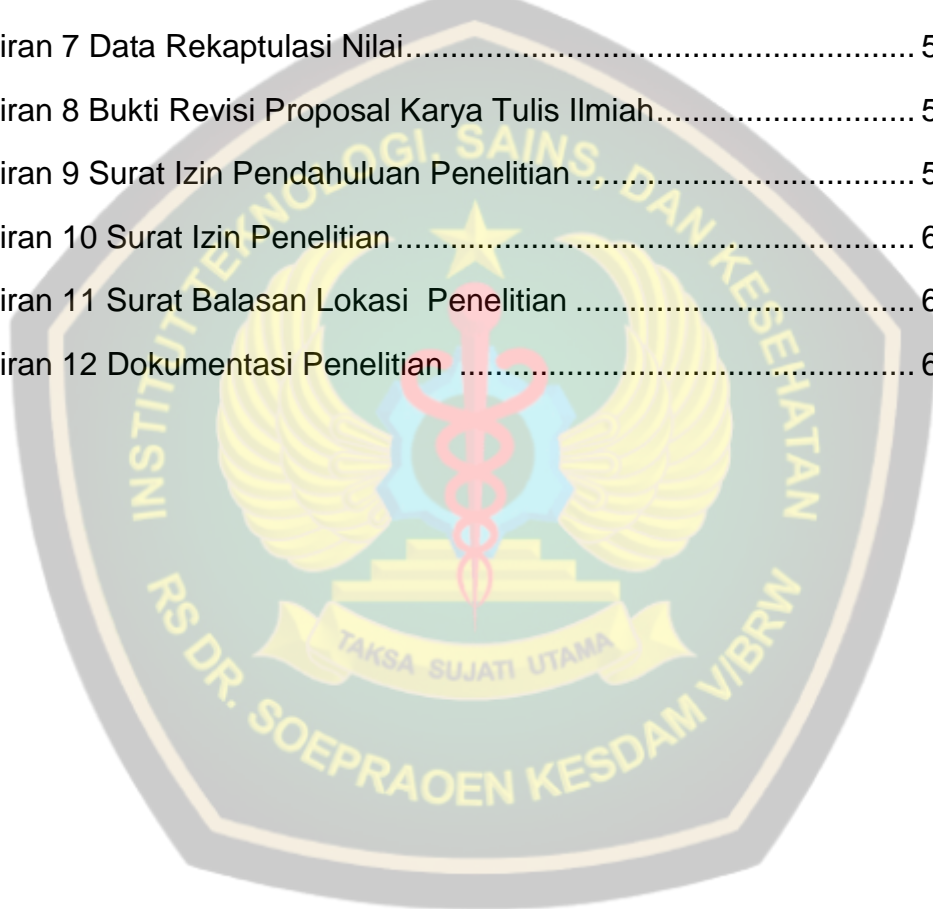 iran 7 Data Rekaptulasi Nilai.................................................................. 5
iran 8 Bukti Revisi Proposal Karya Tulis Ilmiah........................... 5
iran 9 Surat Izin Pendahuluan Penelitian ................................... 5
iran 10 Surat Izin Penelitian ...................................................... 6
iran 11 Surat Balasan Lokasi  Penelitian ................................... 6
iran 12 Dokumentasi Penelitian  ................................................ 6
INSTITUT TEKNOLOGI, SAINS, DAN KESEHATAN
TAKSA SUJATI UTAMA
RS DR. SOEPRAOEN KESDAM V/BRW